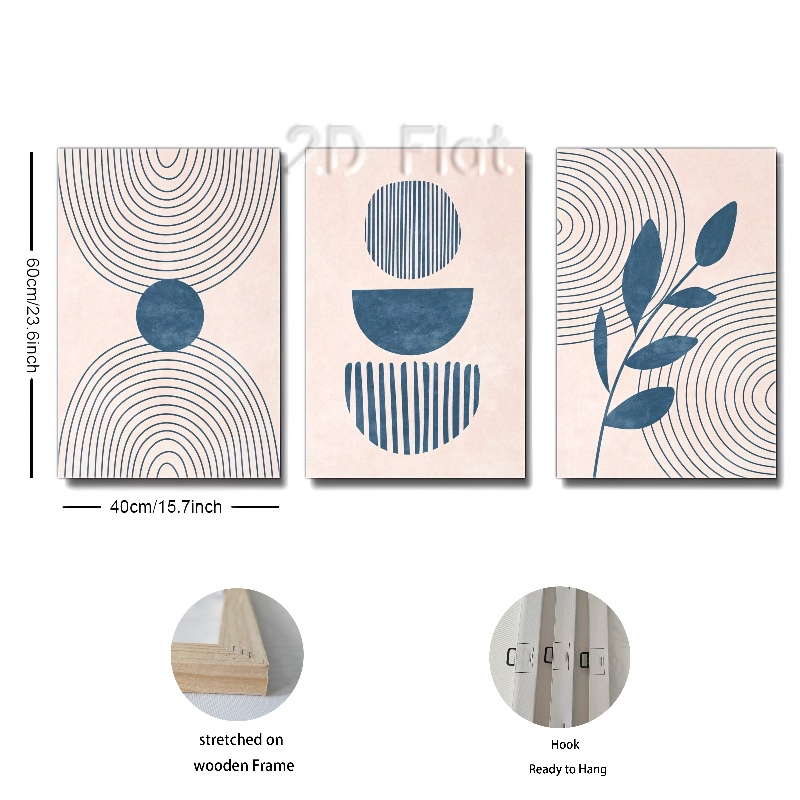 2D Flat
60cm/23.6inch
40cm/15.7inch
stretched on
wooden Frame
Hook
Ready to Hang